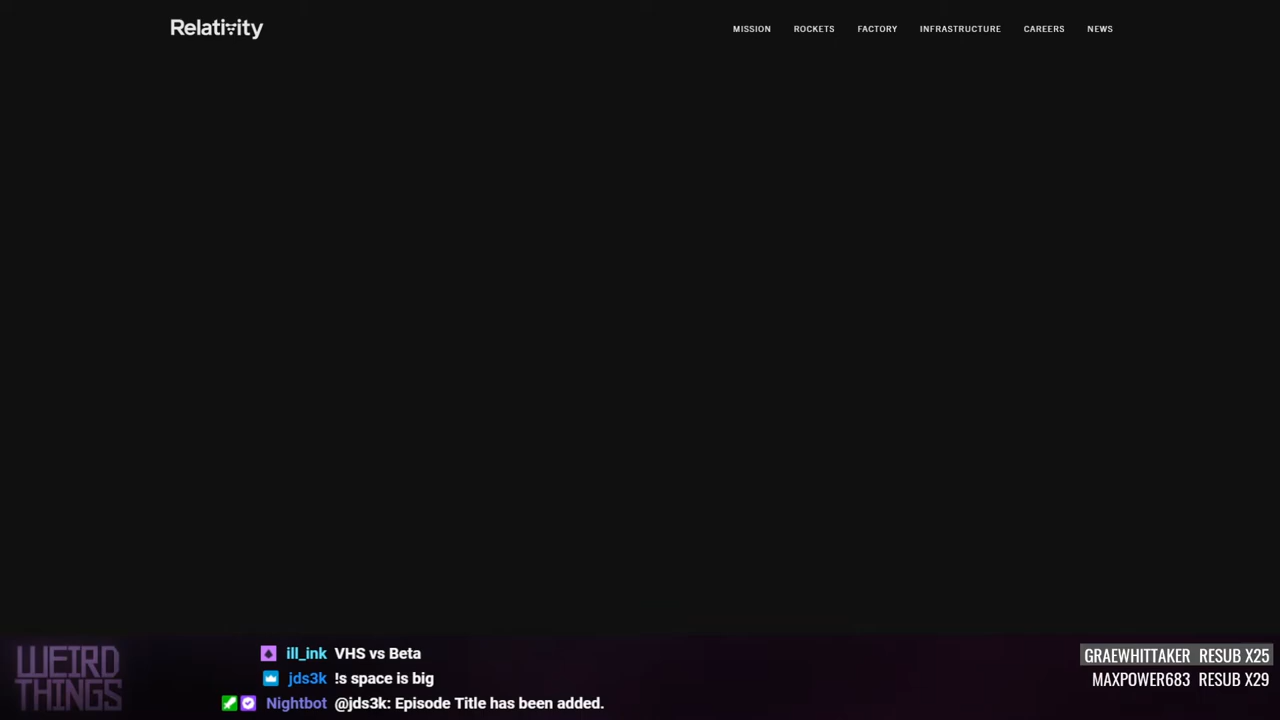 Relativity
MISSION ROCKETS FACTORY INFRASTRUCTURE CAREERS NEWS
WEIRD THINGS
ill_ink VHS vs Beta
jds3k !s space is big
Nightbot @jds3k: Episode Title has been added.
GRAEWHITTAKER RESUB X25
MAXPOWER683 RESUB X29